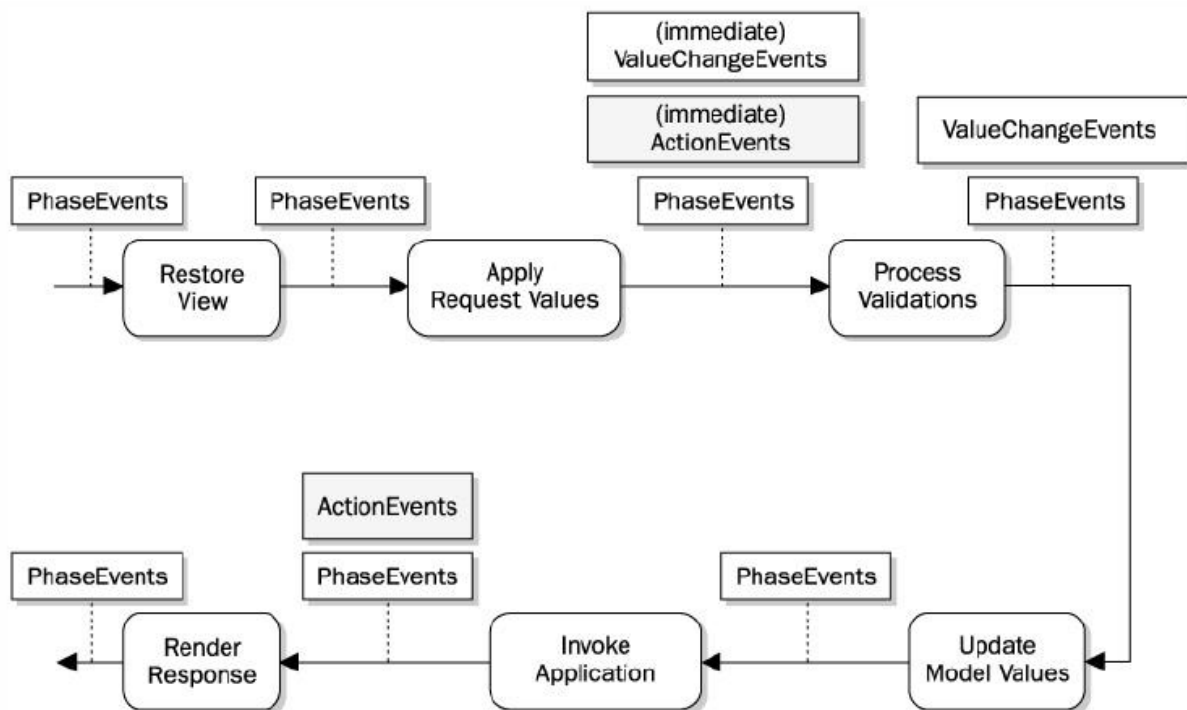 (immediate)
ValueChangeEvents
(immediate)
ActionEvents
ValueChangeEvents
PhaseEvents
PhaseEvents
PhaseEvents
PhaseEvents
Restore
View
Apply
Request Values
Process
Validations
ActionEvents
PhaseEvents
PhaseEvents
PhaseEvents
Render
Response
Invoke
Application
Update
Model Values